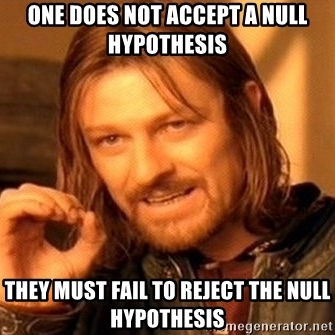 ONE DOES NOT ACCEPT A NULL
HYPOTHESIS
THEY MUST FAIL TO REJECT THE NULL
HYPOTHESIS
megenerator.net